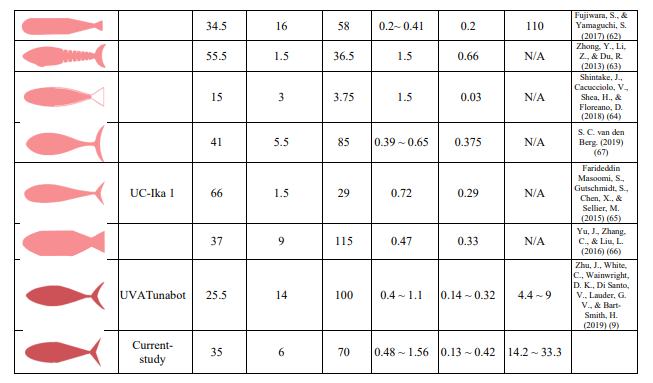 34.5 16 58 0.2~ 0.41 0.2 110 Fujiwara, S., & Yamaguchi, S. (2017) (62)
55.5 1.5 36.5 1.5 0.66 N/A Zhong, Y., Li, Z., & Du, R. (2013) (63)
15 3 3.75 1.5 0.03 N/A Shintake, J., Cacucciolo, V., Shea, H., & Floreano, D. (2018) (64)
41 5.5 85 0.39 ~ 0.65 0.375 N/A S. C. van den Berg. (2019) (67)
UC-Ika 1 66 1.5 29 0.72 0.29 N/A Farideddin Masoomi, S., Gutschmidt, S., Chen, X., & Sellier, M. (2015) (65)
37 9 115 0.47 0.33 N/A Yu, J., Zhang, C., & Liu, L. (2016) (66)
UVATunabot 25.5 14 100 0.4 ~ 1.1 0.14 ~ 0.32 4.4 ~ 9 Zhu, J., White, C., Wainwright, D. K., Di Santo, V., Lauder, G. V., & Bart-Smith, H. (2019) (9)
Current-study 35 6 70 0.48 ~ 1.56 0.13 ~ 0.42 14.2 ~ 33.3